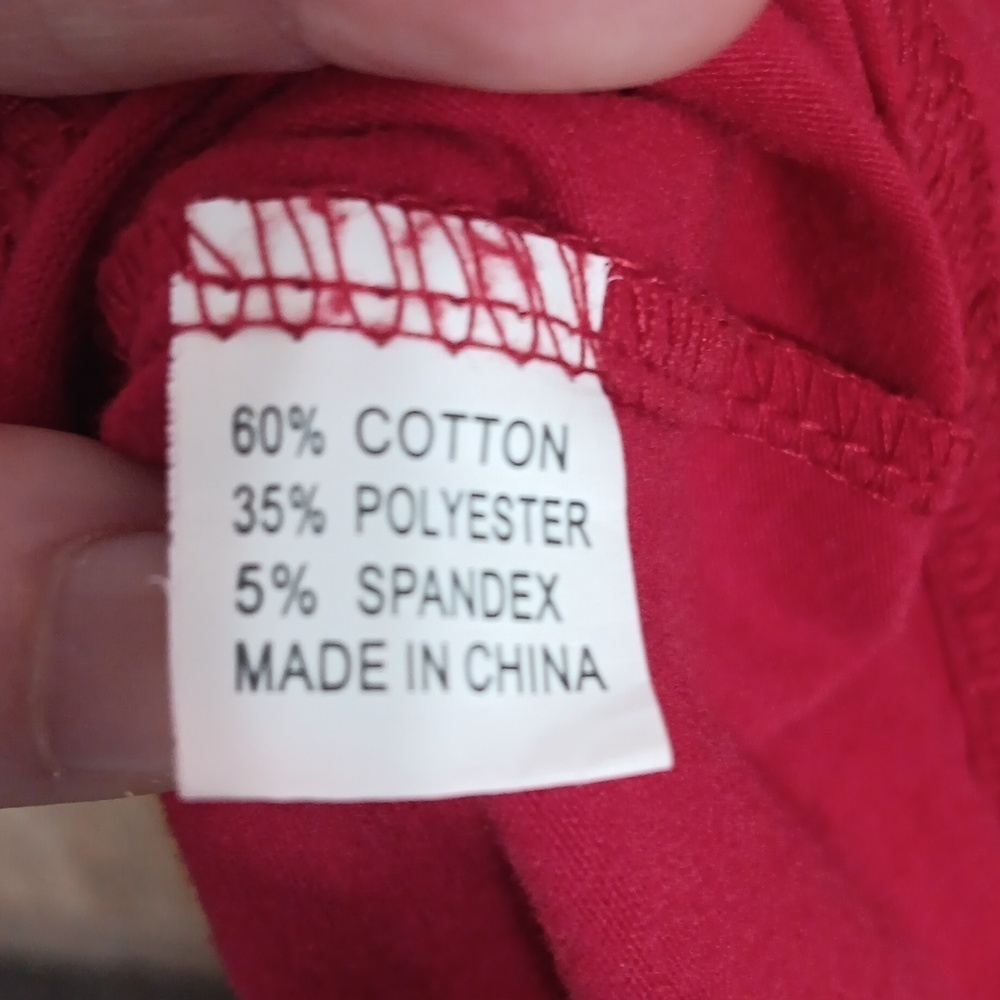 60% COTTON
35% POLYESTER
5% SPANDEX
MADE IN CHINA